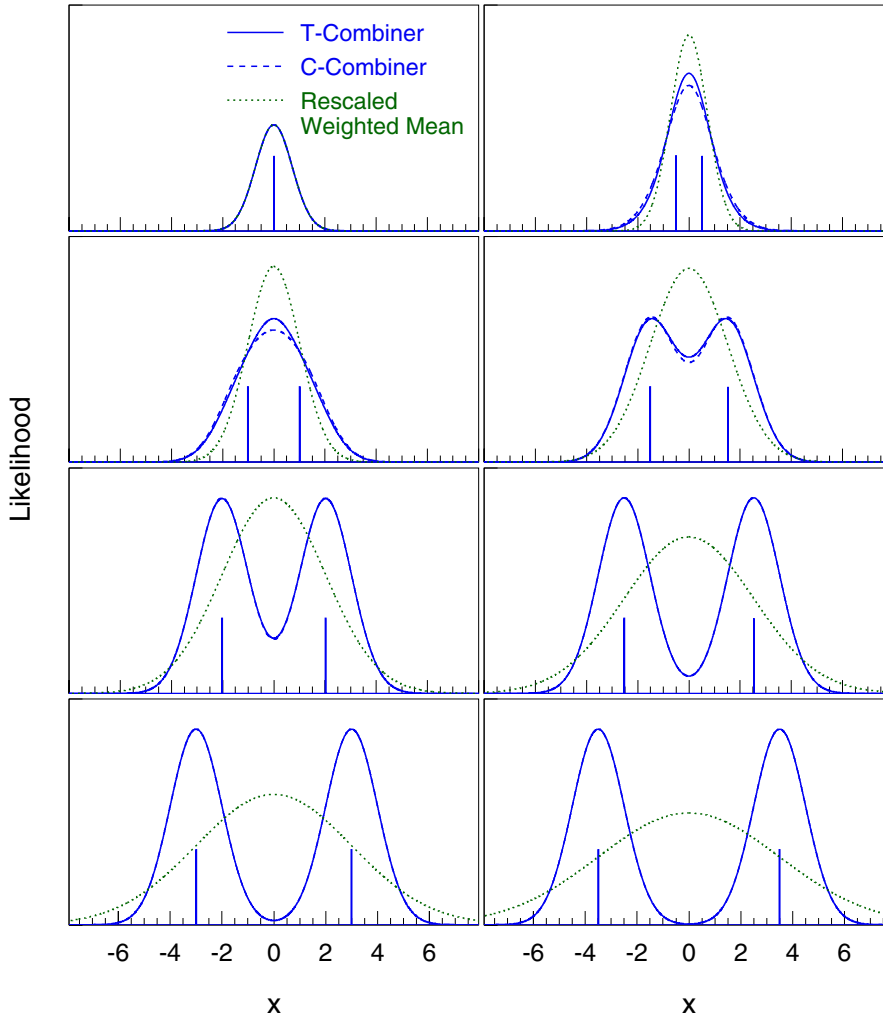 T-Combiner
C-Combiner
Rescaled
Weighted Mean
Likelihood
-6 -4 -2 0 2 4 6
-6 -4 -2 0 2 4 6
x
x